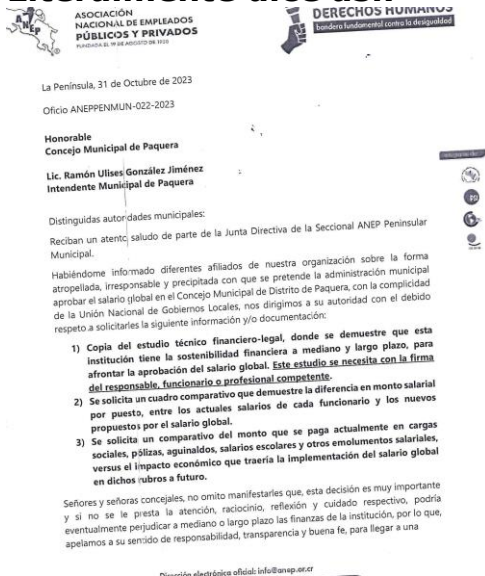 ASOCIACIÓN
NACIONAL DE EMPLEADOS
PÚBLICOS Y PRIVADOS
DERECHOS HUMANOS
bandera fundamental contra la desigualdad
La Península, 31 de Octubre de 2023
Oficio ANEPPENMUN-022-2023
Honorable
Concejo Municipal de Paquera
Lic. Ramón Ulises González Jiménez
Intendente Municipal de Paquera
Distinguidas autoridades municipales:
Reciban un atento saludo de parte de la Junta Directiva de la Seccional ANEP Peninsular
Municipal.
Habiéndome informado diferentes afiliados de nuestra organización sobre la forma
atropellada, irresponsable y precipitada con que se pretende la administración municipal
aprobar el salario global en el Concejo Municipal de Distrito de Paquera, con la complicidad
de la Unión Nacional de Gobiernos Locales, nos dirigimos a su autoridad con el debido
respeto a solicitarles la siguiente información y/o documentación:
1) Copia del estudio técnico financiero-legal, donde se demuestre que esta
institución tiene la sostenibilidad financiera a mediano y largo plazo, para
afrontar la aprobación del salario global. Este estudio se necesita con la firma
del responsable, funcionario o profesional competente.
2) Se solicita un cuadro comparativo que demuestre la diferencia en monto salarial
por puesto, entre los actuales salarios de cada funcionario y los nuevos
propuestos por el salario global.
3) Se solicita un comparativo del monto que se paga actualmente en cargas
sociales, pólizas, aguinaldos, salarios escolares y otros emolumentos salariales,
versus el impacto económico que traería la implementación del salario global
en dichos rubros a futuro.
Señores y señoras concejales, no omito manifestarles que, esta decisión es muy importante
y si no se le presta la atención, raciocinio, reflexión y cuidado respectivo, podría
eventualmente perjudicar a mediano o largo plazo las finanzas de la institución, por lo que,
apelamos a su sentido de responsabilidad, transparencia y buena fe, para llegar a una
Dirección electrónica oficial: info@anep.or.cr